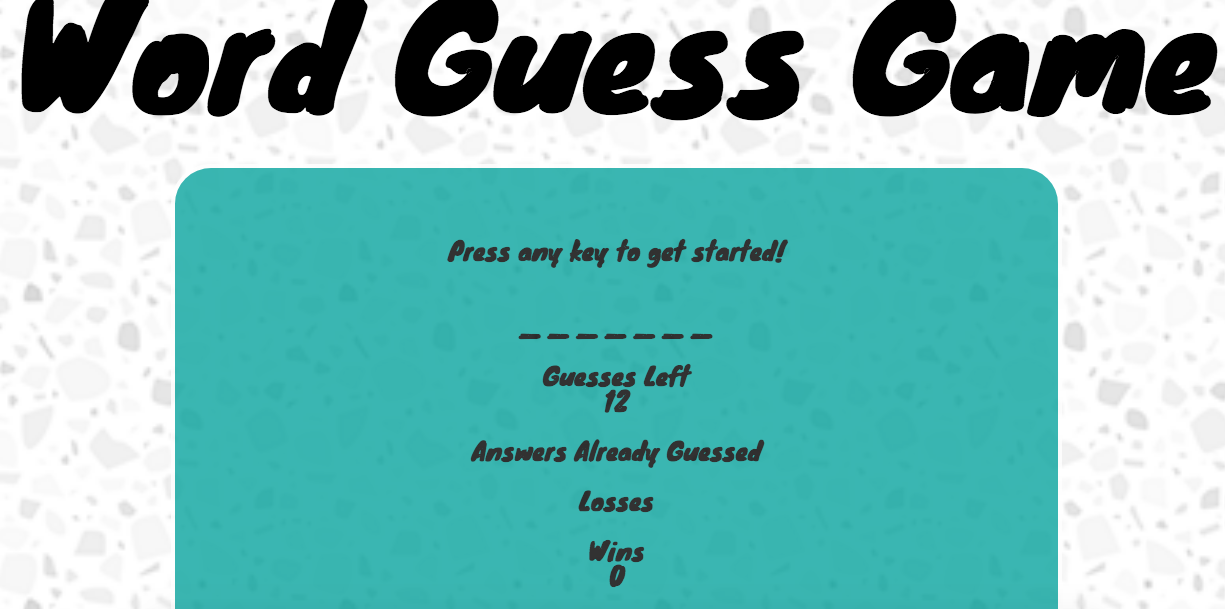 Word Guess Game
Press any key to get started!
_ _ _ _ _ _ _
Guesses Left
12
Answers Already Guessed
Losses
Wins
0